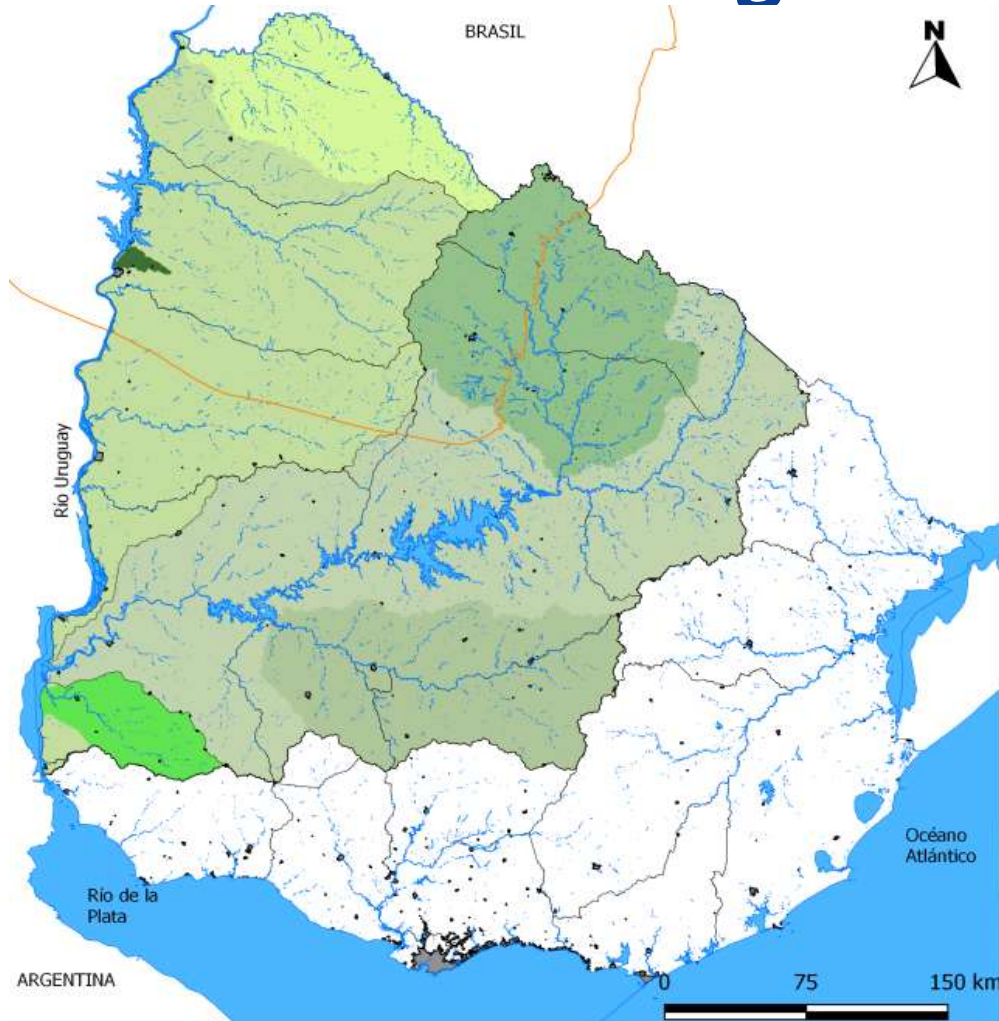 BRASIL
N
Río Uruguay
Océano
Atlántico
Río de la
Plata
ARGENTINA
0 75 150 km